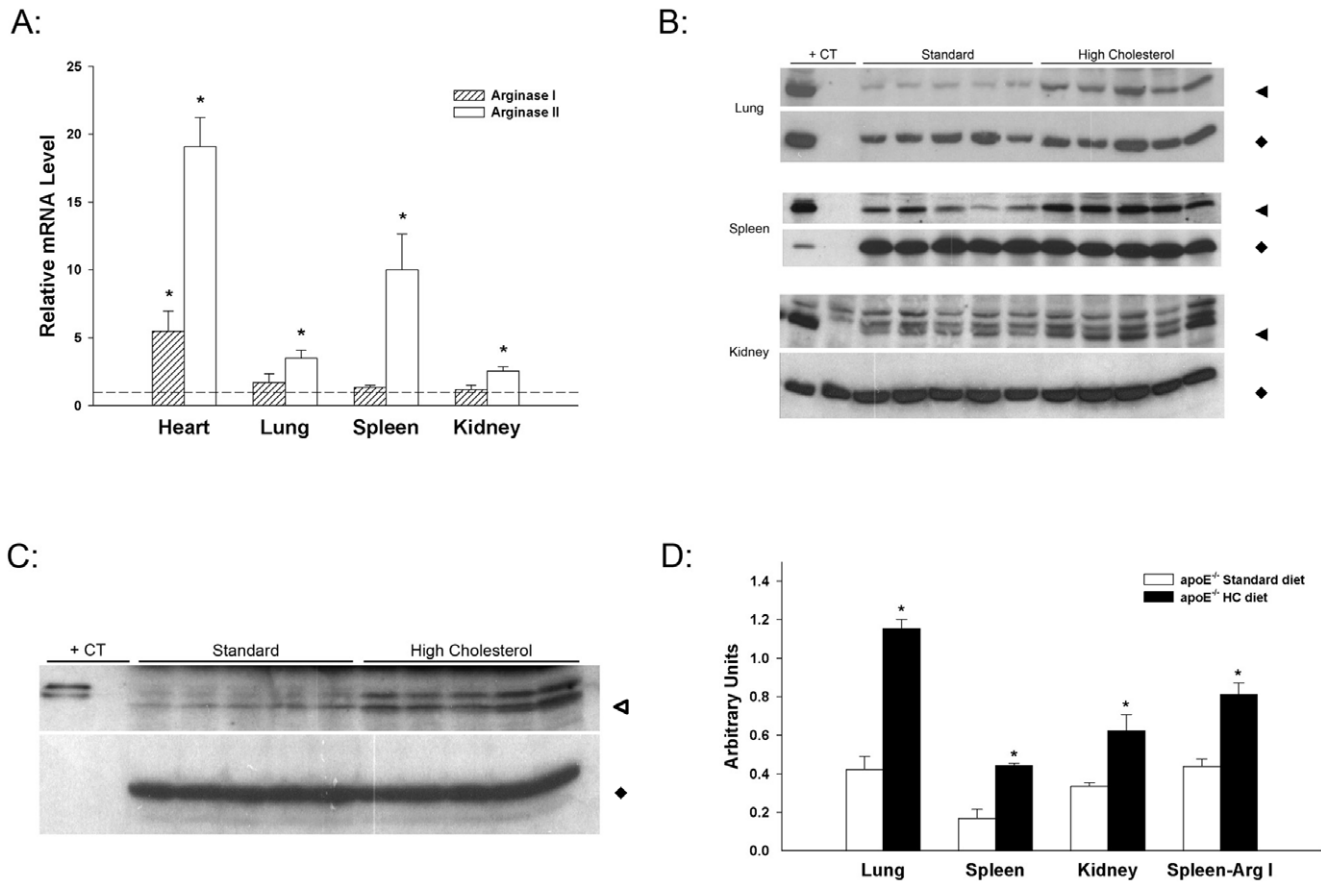 A:
25
20
15
10
5
0
Relative mRNA Level
Arginase I
Arginase II
*
*
*
*
*
Heart Lung Spleen Kidney
B:
+ CT Standard High Cholesterol
Lung
Spleen
Kidney
C:
+ CT Standard High Cholesterol
D:
1.4
1.2
1.0
0.8
0.6
0.4
0.2
0.0
Arbitrary Units
apoE-/- Standard diet
apoE-/- HC diet
*
*
*
*
Lung Spleen Kidney Spleen-Arg I